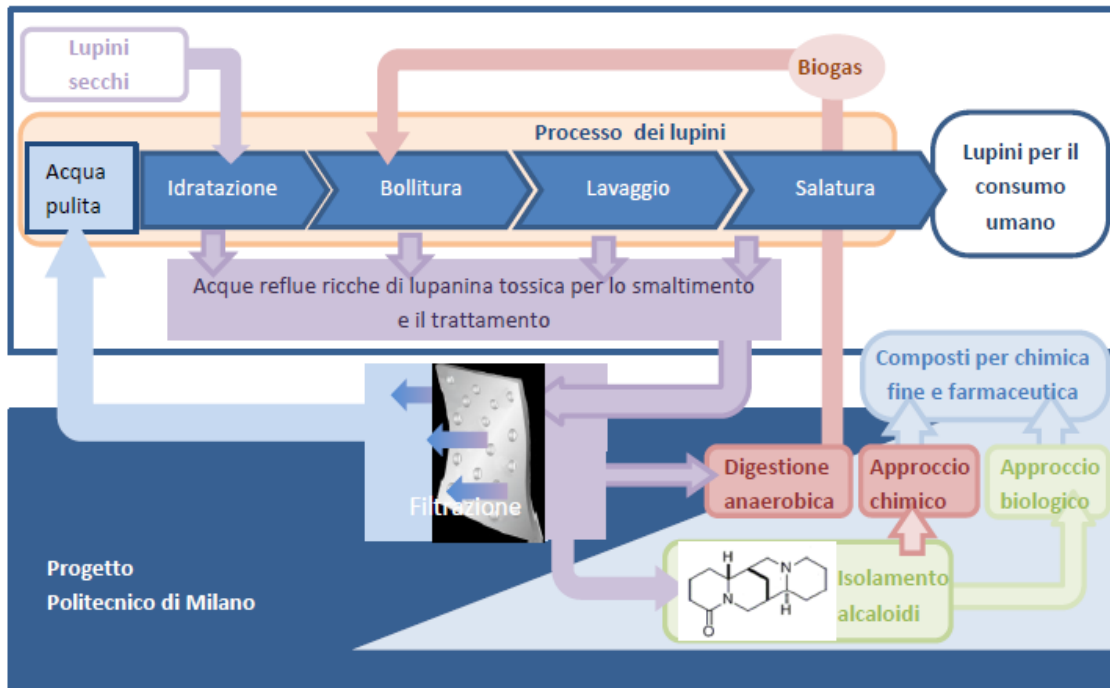 Lupini
secchi
Biogas
Processo dei lupini
Acqua
pulita
Idratazione
Bollitura
Lavaggio
Salatura
Lupini per il
consumo
umano
Acque reflue ricche di lupanina tossica per lo smaltimento
e il trattamento
Composti per chimica
fine e farmaceutica
Filtrazione
Digestione
anaerobica
Approccio
chimico
Approccio
biologico
Progetto
Politecnico di Milano
H
N
N
H
O
Isolamento
alcaloidi